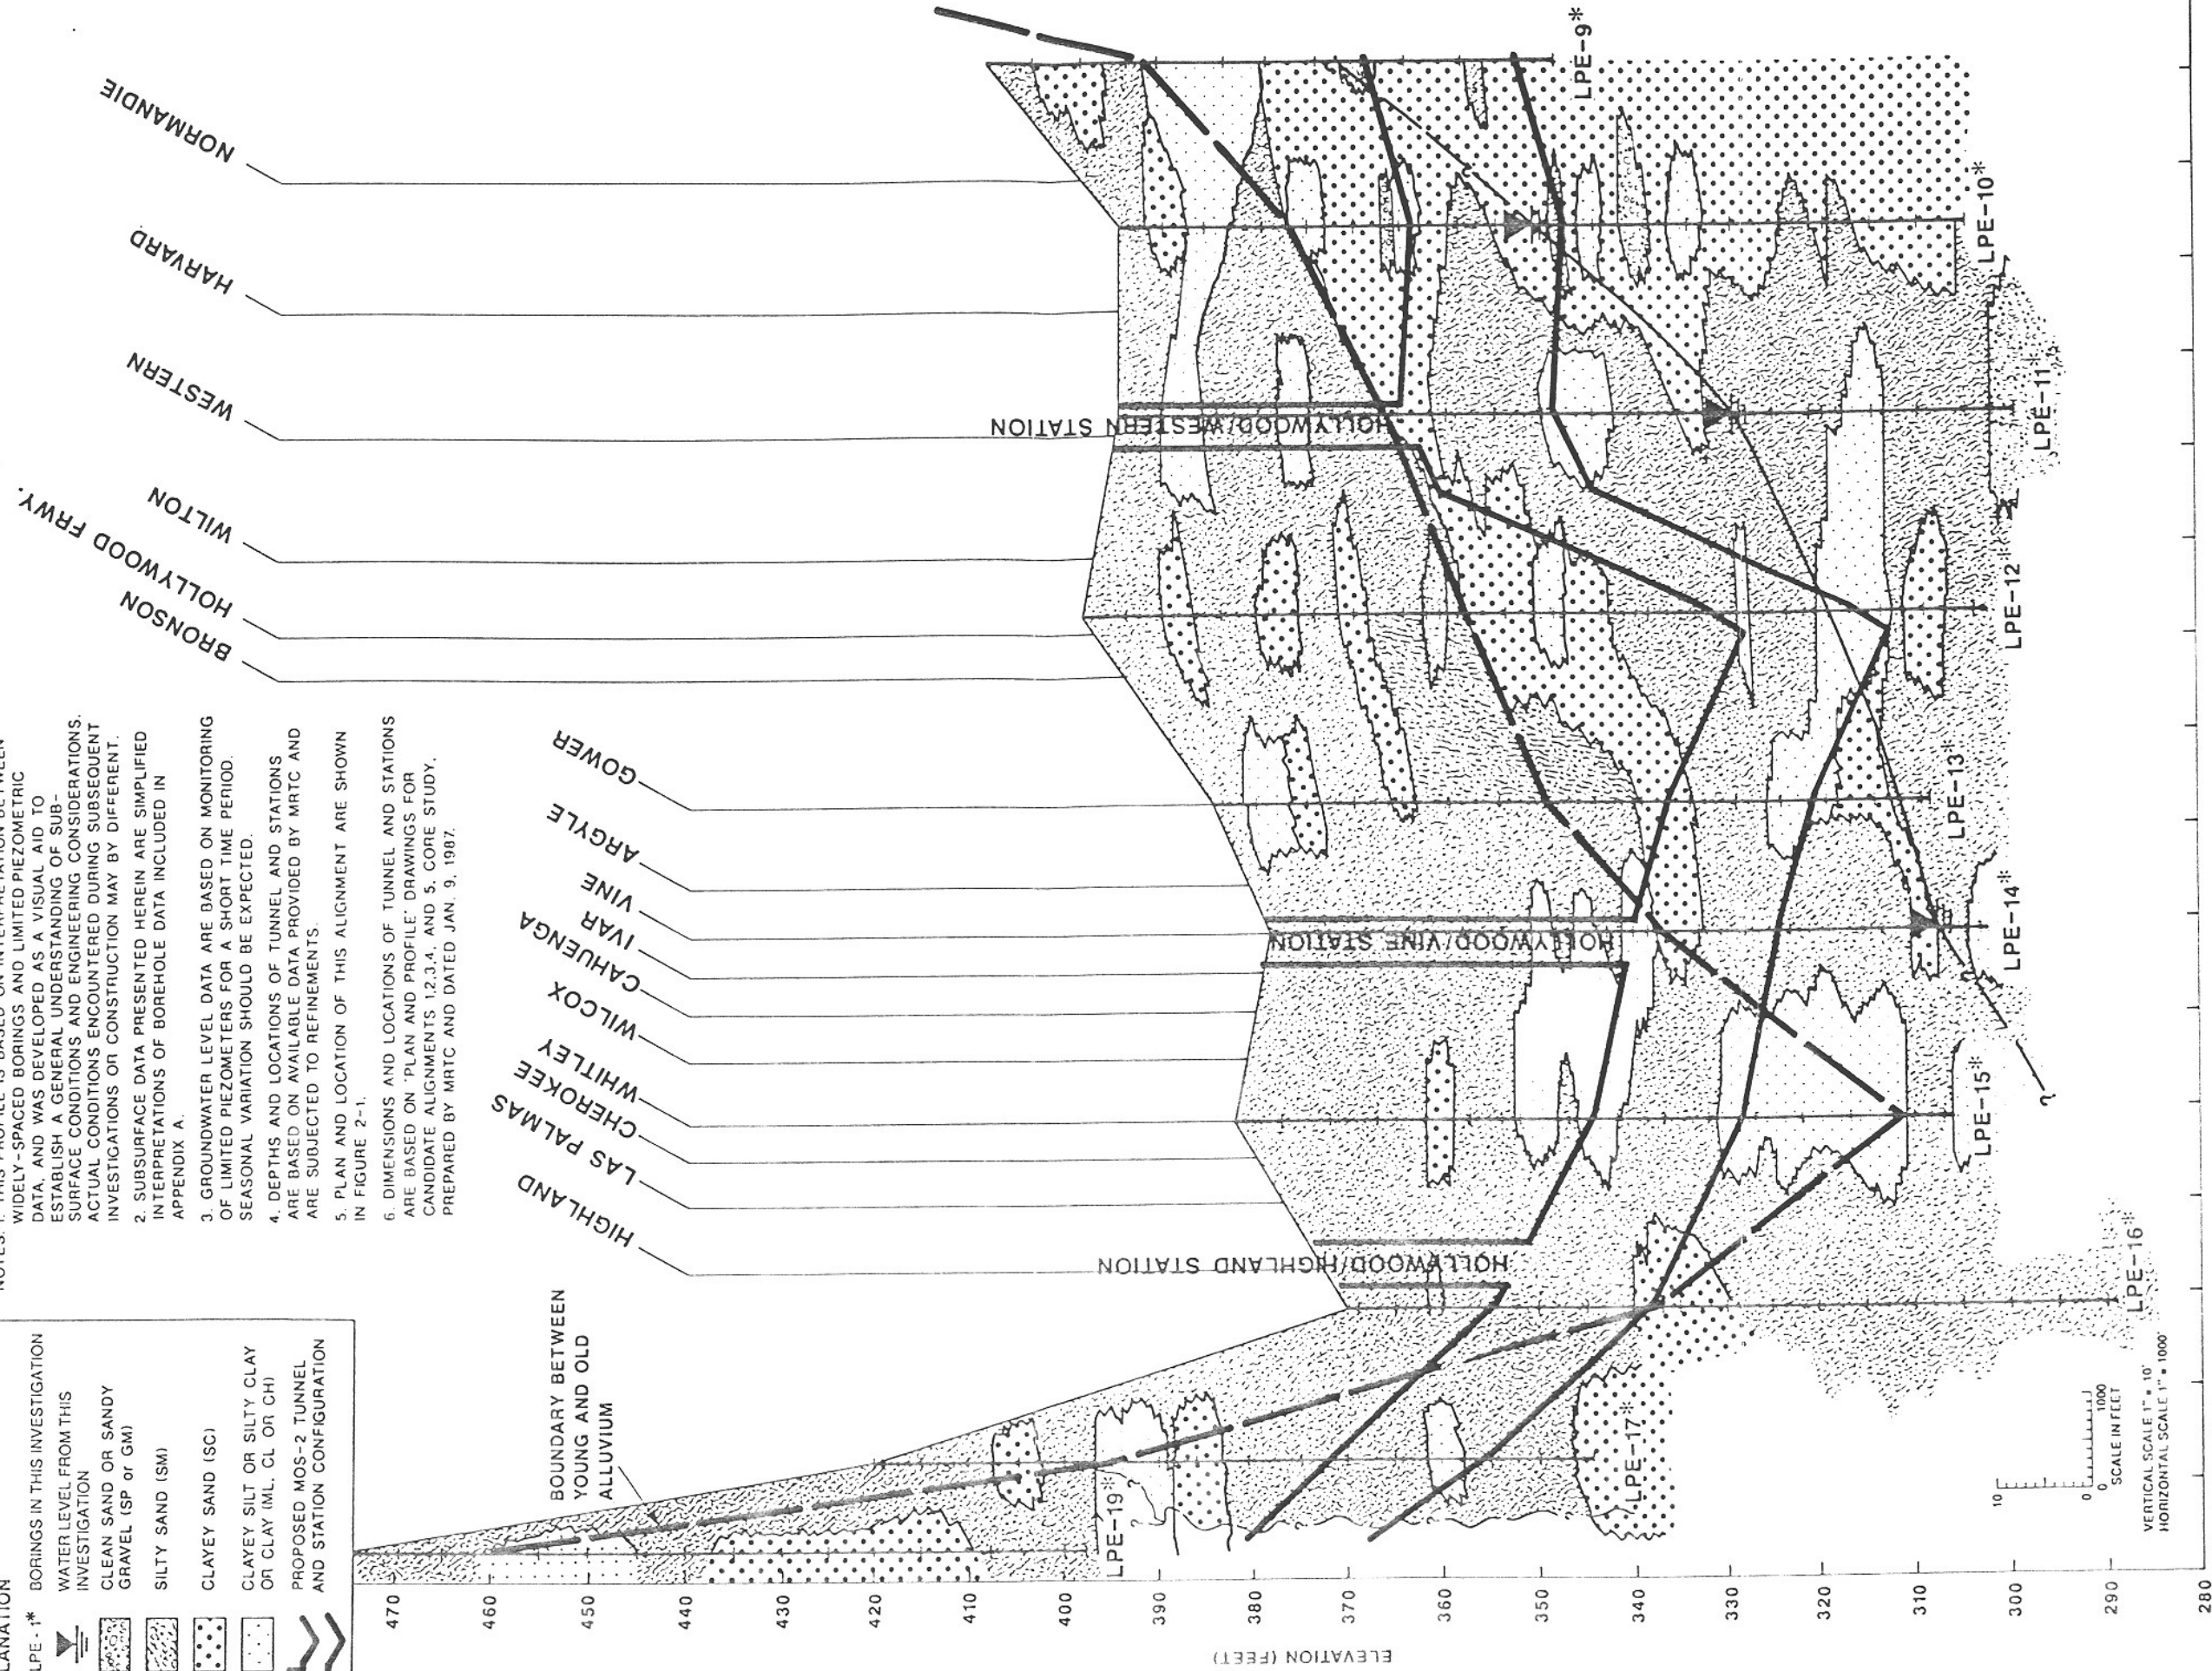 LANATION
LPE-1* BORINGS IN THIS INVESTIGATION
WATER LEVEL FROM THIS
INVESTIGATION
CLEAN SAND OR SANDY
GRAVEL (SP or GM)
SILTY SAND (SM)
CLAYEY SAND (SC)
CLAYEY SILT OR SILTY CLAY
OR CLAY (ML, CL OR CH)
PROPOSED MOS-2 TUNNEL
AND STATION CONFIGURATION
NOTES: 1. THIS PROFILE IS BASED ON INTERPRETATION BETWEEN
WIDELY-SPACED BORINGS AND LIMITED PIEZOMETRIC
DATA, AND WAS DEVELOPED AS A VISUAL AID TO
ESTABLISH A GENERAL UNDERSTANDING OF SUB-
SURFACE CONDITIONS AND ENGINEERING CONSIDERATIONS.
ACTUAL CONDITIONS ENCOUNTERED DURING SUBSEQUENT
INVESTIGATIONS OR CONSTRUCTION MAY BY DIFFERENT.
2. SUBSURFACE DATA PRESENTED HEREIN ARE SIMPLIFIED
INTERPRETATIONS OF BOREHOLE DATA INCLUDED IN
APPENDIX A.
3. GROUNDWATER LEVEL DATA ARE BASED ON MONITORING
OF LIMITED PIEZOMETERS FOR A SHORT TIME PERIOD.
SEASONAL VARIATION SHOULD BE EXPECTED.
4. DEPTHS AND LOCATIONS OF TUNNEL AND STATIONS
ARE BASED ON AVAILABLE DATA PROVIDED BY MRTC AND
ARE SUBJECTED TO REFINEMENTS.
5. PLAN AND LOCATION OF THIS ALIGNMENT ARE SHOWN
IN FIGURE 2-1.
6. DIMENSIONS AND LOCATIONS OF TUNNEL AND STATIONS
ARE BASED ON 'PLAN AND PROFILE' DRAWINGS FOR
CANDIDATE ALIGNMENTS 1,2,3,4, AND 5, CORE STUDY,
PREPARED BY MRTC AND DATED JAN. 9, 1987.
BOUNDARY BETWEEN
YOUNG AND OLD
ALLUVIUM
HIGHLAND
LAS PALMAS
CHEROKEE
WHITLEY
WILCOX
CAHUENGA
IVAR
VINE
ARGYLE
GOWER
BRONSON
HOLLYWOOD FRWY.
WILTON
WESTERN
HARVARD
NORMANDIE
HOLLYWOOD/HIGHLAND STATION
HOLLYWOOD/VINE STATION
HOLLYWOOD/WESTERN STATION
LPE-19*
LPE-17*
LPE-16*
LPE-15*
LPE-14*
LPE-13*
LPE-12*
LPE-11*
LPE-10*
LPE-9*
?
ELEVATION (FEET)
470
460
450
440
430
420
410
400
390
380
370
360
350
340
330
320
310
300
290
280
10
0
0 1000
SCALE IN FEET
VERTICAL SCALE 1" = 10'
HORIZONTAL SCALE 1" = 1000'